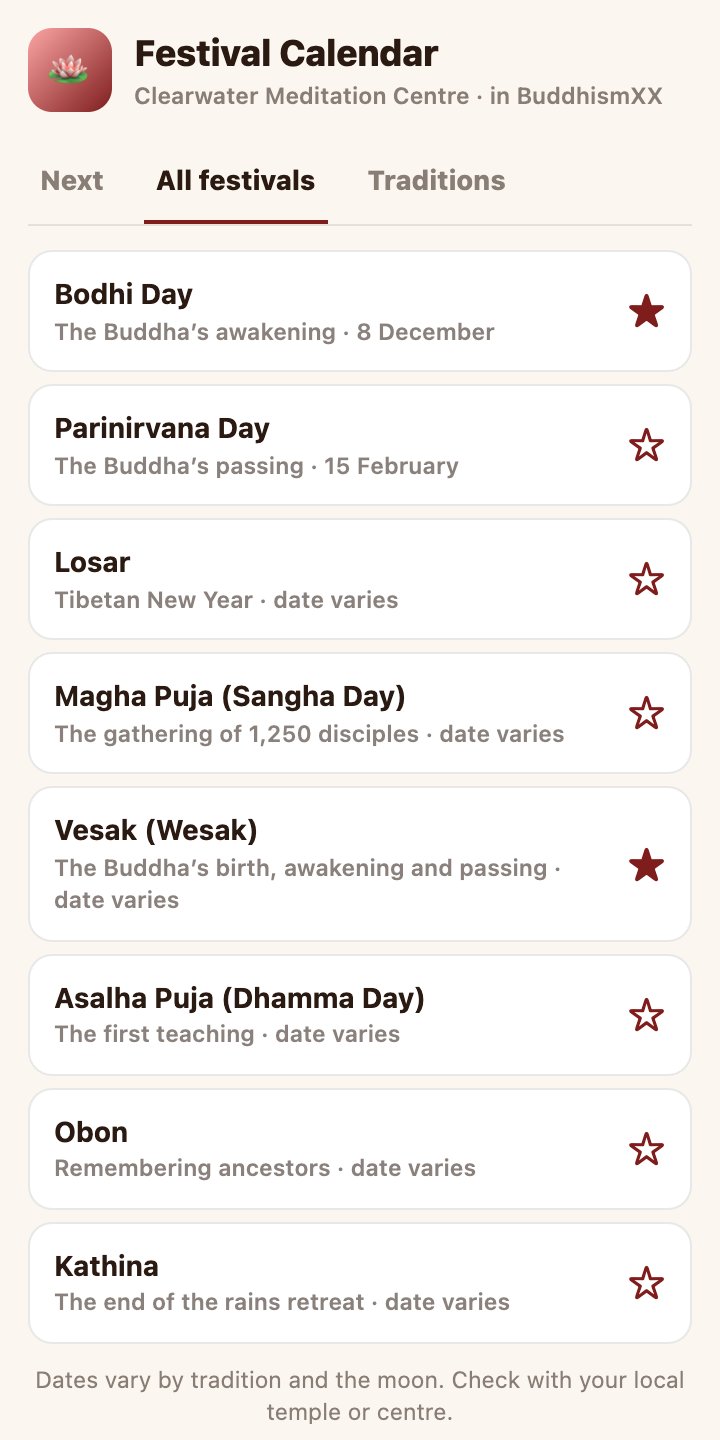 Festival Calendar
Clearwater Meditation Centre · in BuddhismXX
Next
All festivals
Traditions
Bodhi Day
The Buddha’s awakening · 8 December
Parinirvana Day
The Buddha’s passing · 15 February
Losar
Tibetan New Year · date varies
Magha Puja (Sangha Day)
The gathering of 1,250 disciples · date varies
Vesak (Wesak)
The Buddha’s birth, awakening and passing ·
date varies
Asalha Puja (Dhamma Day)
The first teaching · date varies
Obon
Remembering ancestors · date varies
Kathina
The end of the rains retreat · date varies
Dates vary by tradition and the moon. Check with your local
temple or centre.